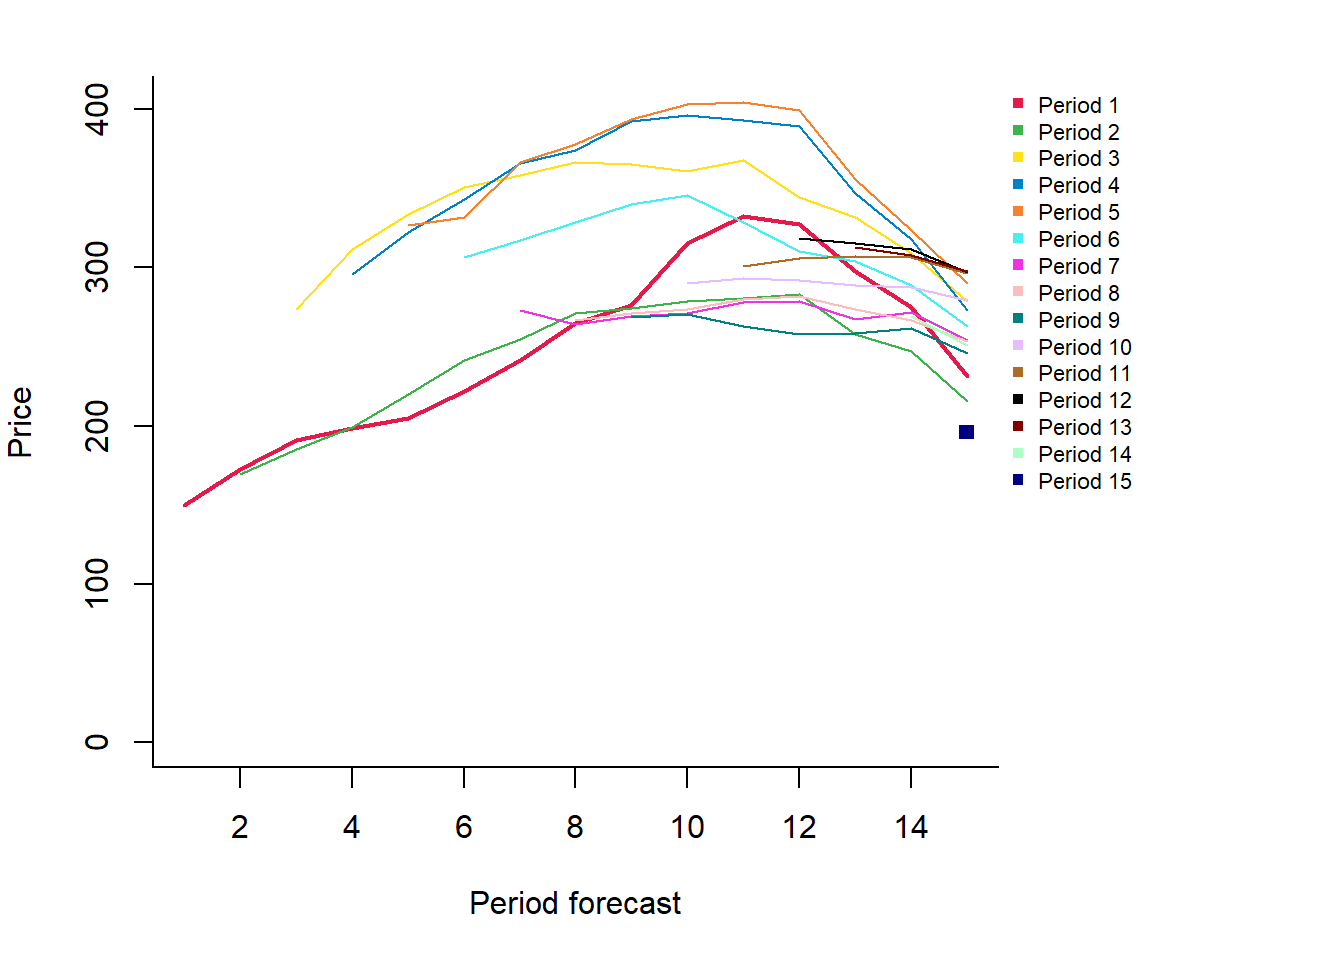 400
300
200
100
0
Price
2 4 6 8 10 12 14
Period forecast
Period 1
Period 2
Period 3
Period 4
Period 5
Period 6
Period 7
Period 8
Period 9
Period 10
Period 11
Period 12
Period 13
Period 14
Period 15